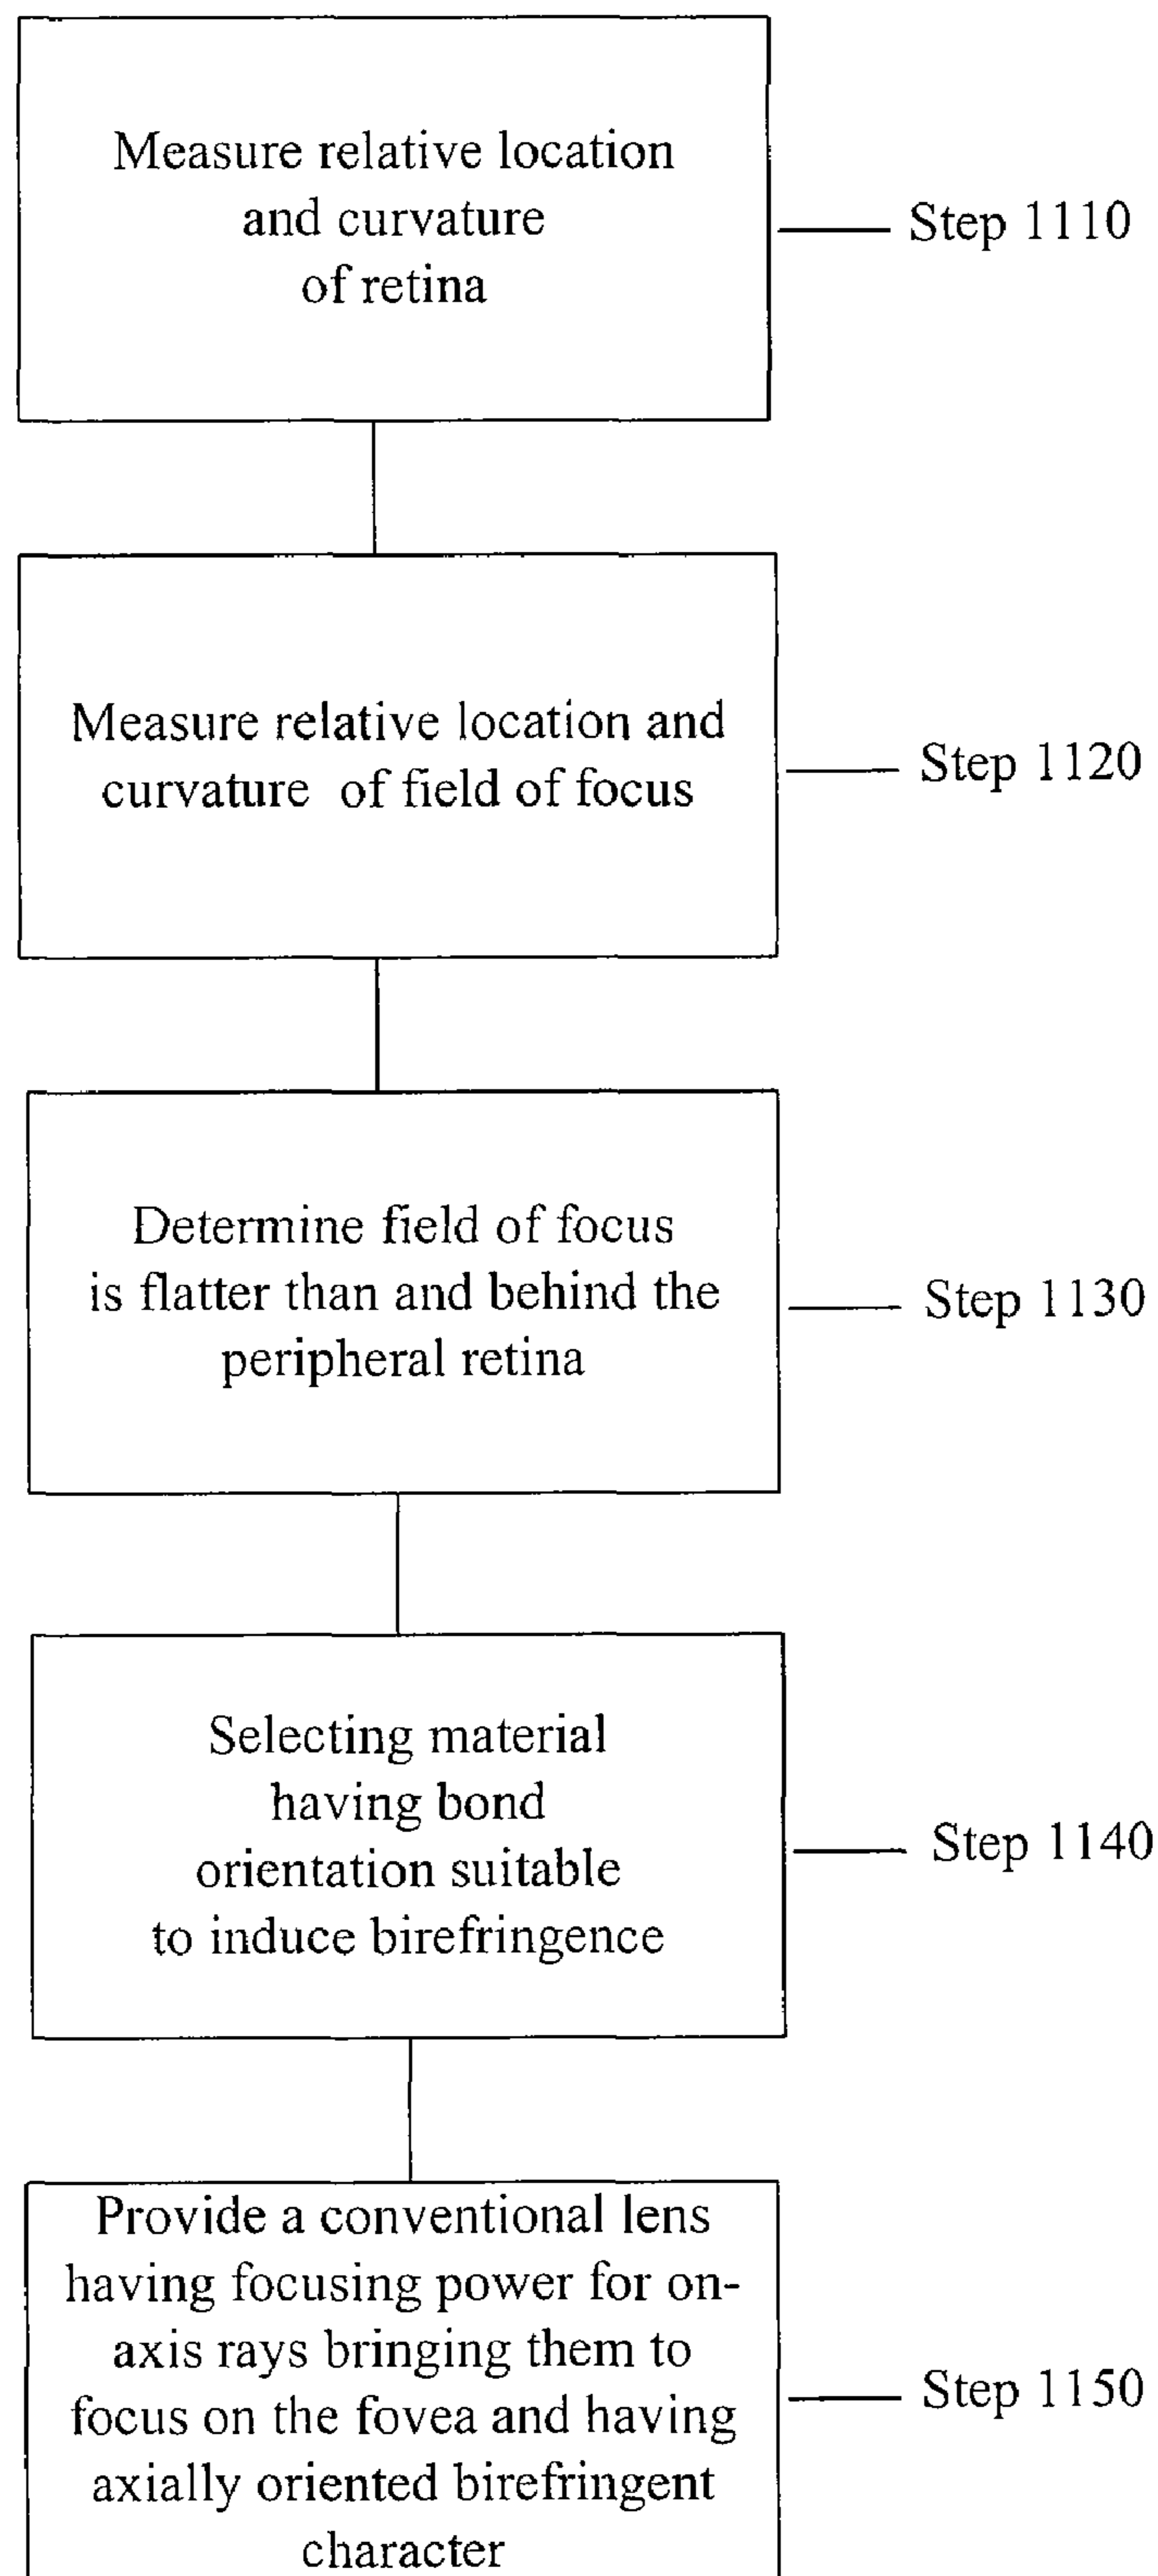 Measure relative location
and curvature
of retina
Step 1110
Measure relative location and
curvature of field of focus
Step 1120
Determine field of focus
is flatter than and behind the
peripheral retina
Step 1130
Selecting material
having bond
orientation suitable
to induce birefringence
Step 1140
Provide a conventional lens
having focusing power for on-
axis rays bringing them to
focus on the fovea and having
axially oriented birefringent
character
Step 1150